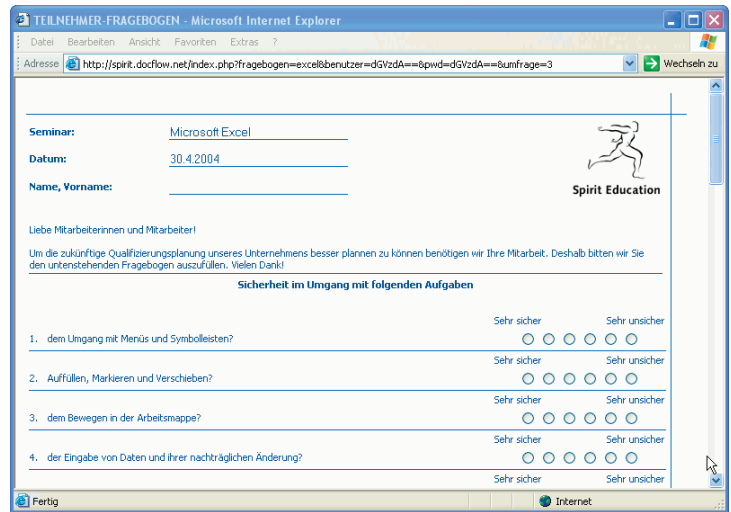 TEILNEHMER-FRAGEBOGEN - Microsoft Internet Explorer
Datei Bearbeiten Ansicht Favoriten Extras ?
Adresse http://spirit.docflow.net/index.php?fragebogen=excel&benutzer=dGVzdA==&pwd=dGVzdA==&umfrage=3 Wechseln zu
Seminar: Microsoft Excel
Datum: 30.4.2004
Name, Vorname:
Spirit Education
Liebe Mitarbeiterinnen und Mitarbeiter!
Um die zukünftige Qualifizierungsplanung unseres Unternehmens besser plannen zu können benötigen wir Ihre Mitarbeit. Deshalb bitten wir Sie
den untenstehenden Fragebogen auszufüllen. Vielen Dank!
Sicherheit im Umgang mit folgenden Aufgaben
Sehr sicher Sehr unsicher
1. dem Umgang mit Menüs und Symbolleisten?
Sehr sicher Sehr unsicher
2. Auffüllen, Markieren und Verschieben?
Sehr sicher Sehr unsicher
3. dem Bewegen in der Arbeitsmappe?
Sehr sicher Sehr unsicher
4. der Eingabe von Daten und ihrer nachträglichen Änderung?
Sehr sicher Sehr unsicher
Fertig Internet